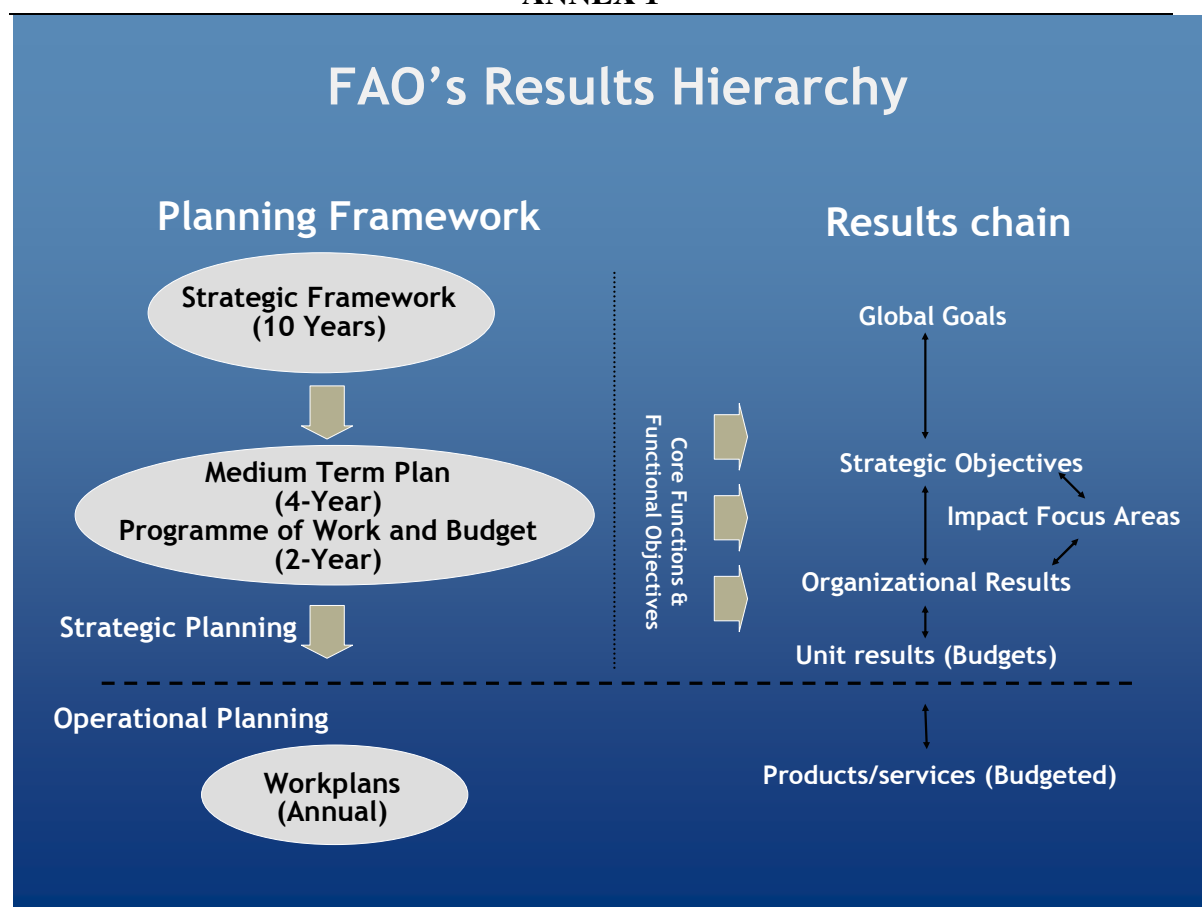 FAO's Results Hierarchy
Planning Framework
Strategic Framework
(10 Years)
Medium Term Plan
(4-Year)
Programme of Work and Budget
(2-Year)
Strategic Planning
Operational Planning
Workplans
(Annual)
Core Functions &
Functional Objectives
Results chain
Global Goals
Strategic Objectives
Impact Focus Areas
Organizational Results
Unit results (Budgets)
Products/services (Budgeted)